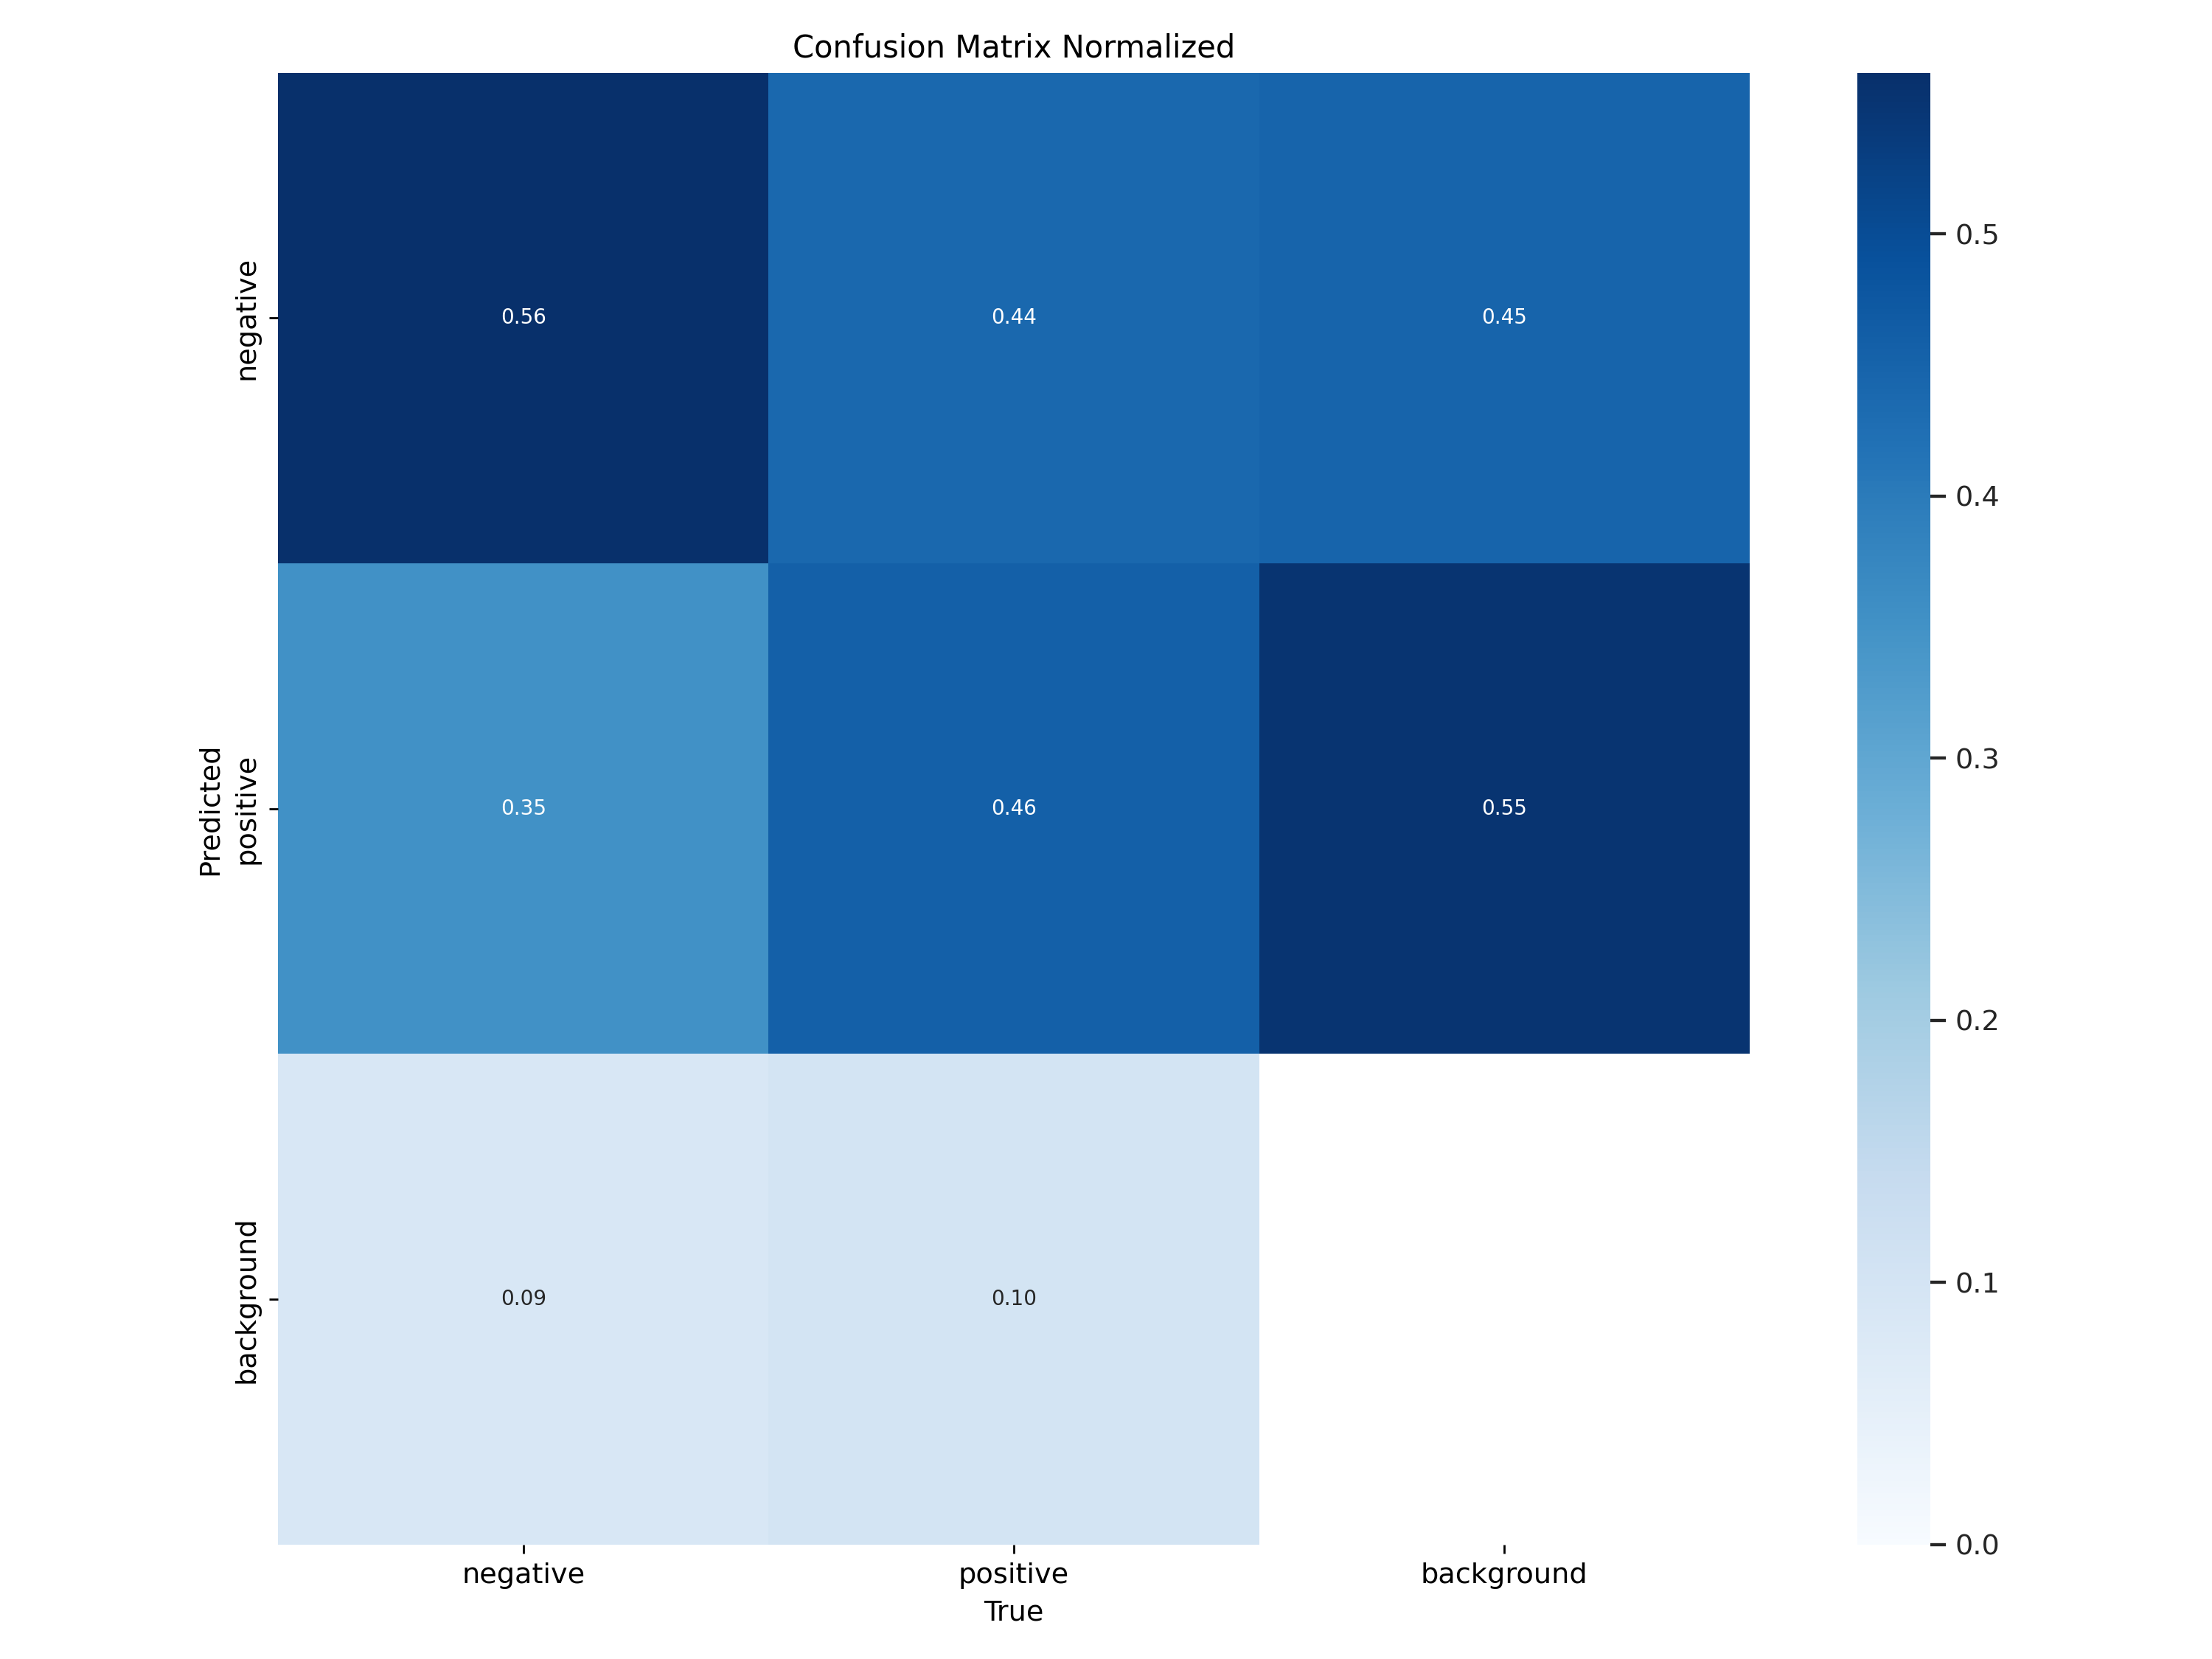 Confusion Matrix Normalized
negative
0.56
0.44
0.45
Predicted
positive
0.35
0.46
0.55
background
0.09
0.10
negative
positive
background
True
0.5
0.4
0.3
0.2
0.1
0.0